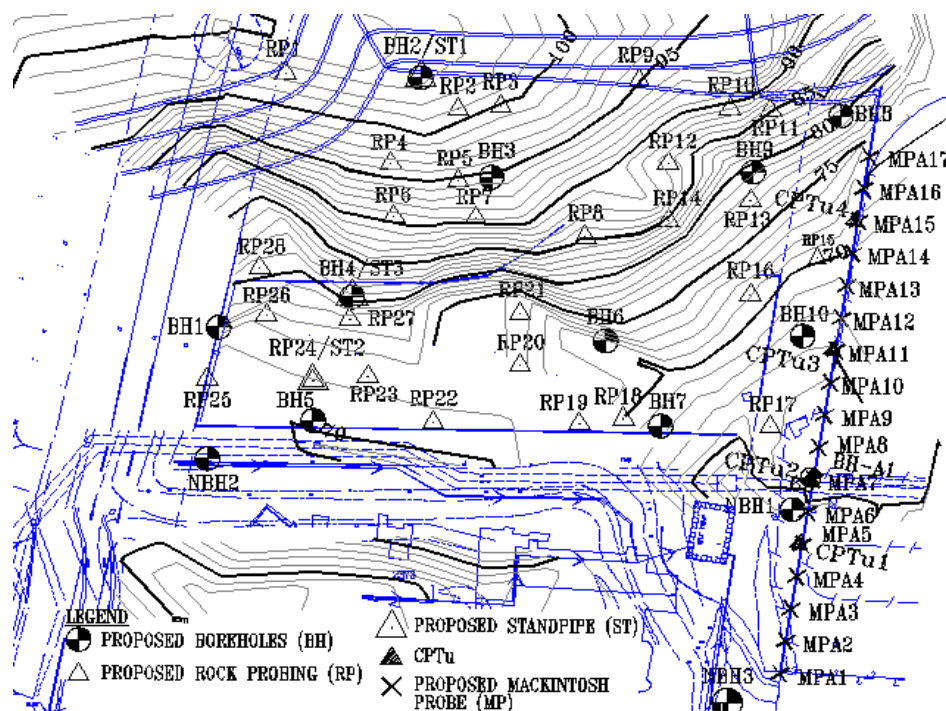 RP1
BH2/ST1
RP2
RP3
100
RP9
95
90
RP10
85
RP11
80
BH8
RP4
RP5
BH3
RP12
BH9
75
MPA17
MPA16
RP6
RP7
RP8
RP14
RP13
CPTu4
MPA15
RP28
BH4/ST3
RP15
70
MPA14
RP26
RP27
RP21
RP16
MPA13
BH1
BH6
BH10
MPA12
RP24/ST2
RP20
CPTu3
MPA11
RP25
RP23
MPA10
BH5
RP22
RP19
RP18
BH7
RP17
MPA9
70
MPA8
NBH2
CPTu2
BH-A1
MPA7
NBH1
MPA6
MPA5
CPTu1
MPA4
MPA3
MPA2
NBH3
MPA1
LEGEND
PROPOSED BOREHOLES (BH)
PROPOSED ROCK PROBING (RP)
PROPOSED STANDPIPE (ST)
CPTu
PROPOSED MACKINTOSH
PROBE (MP)